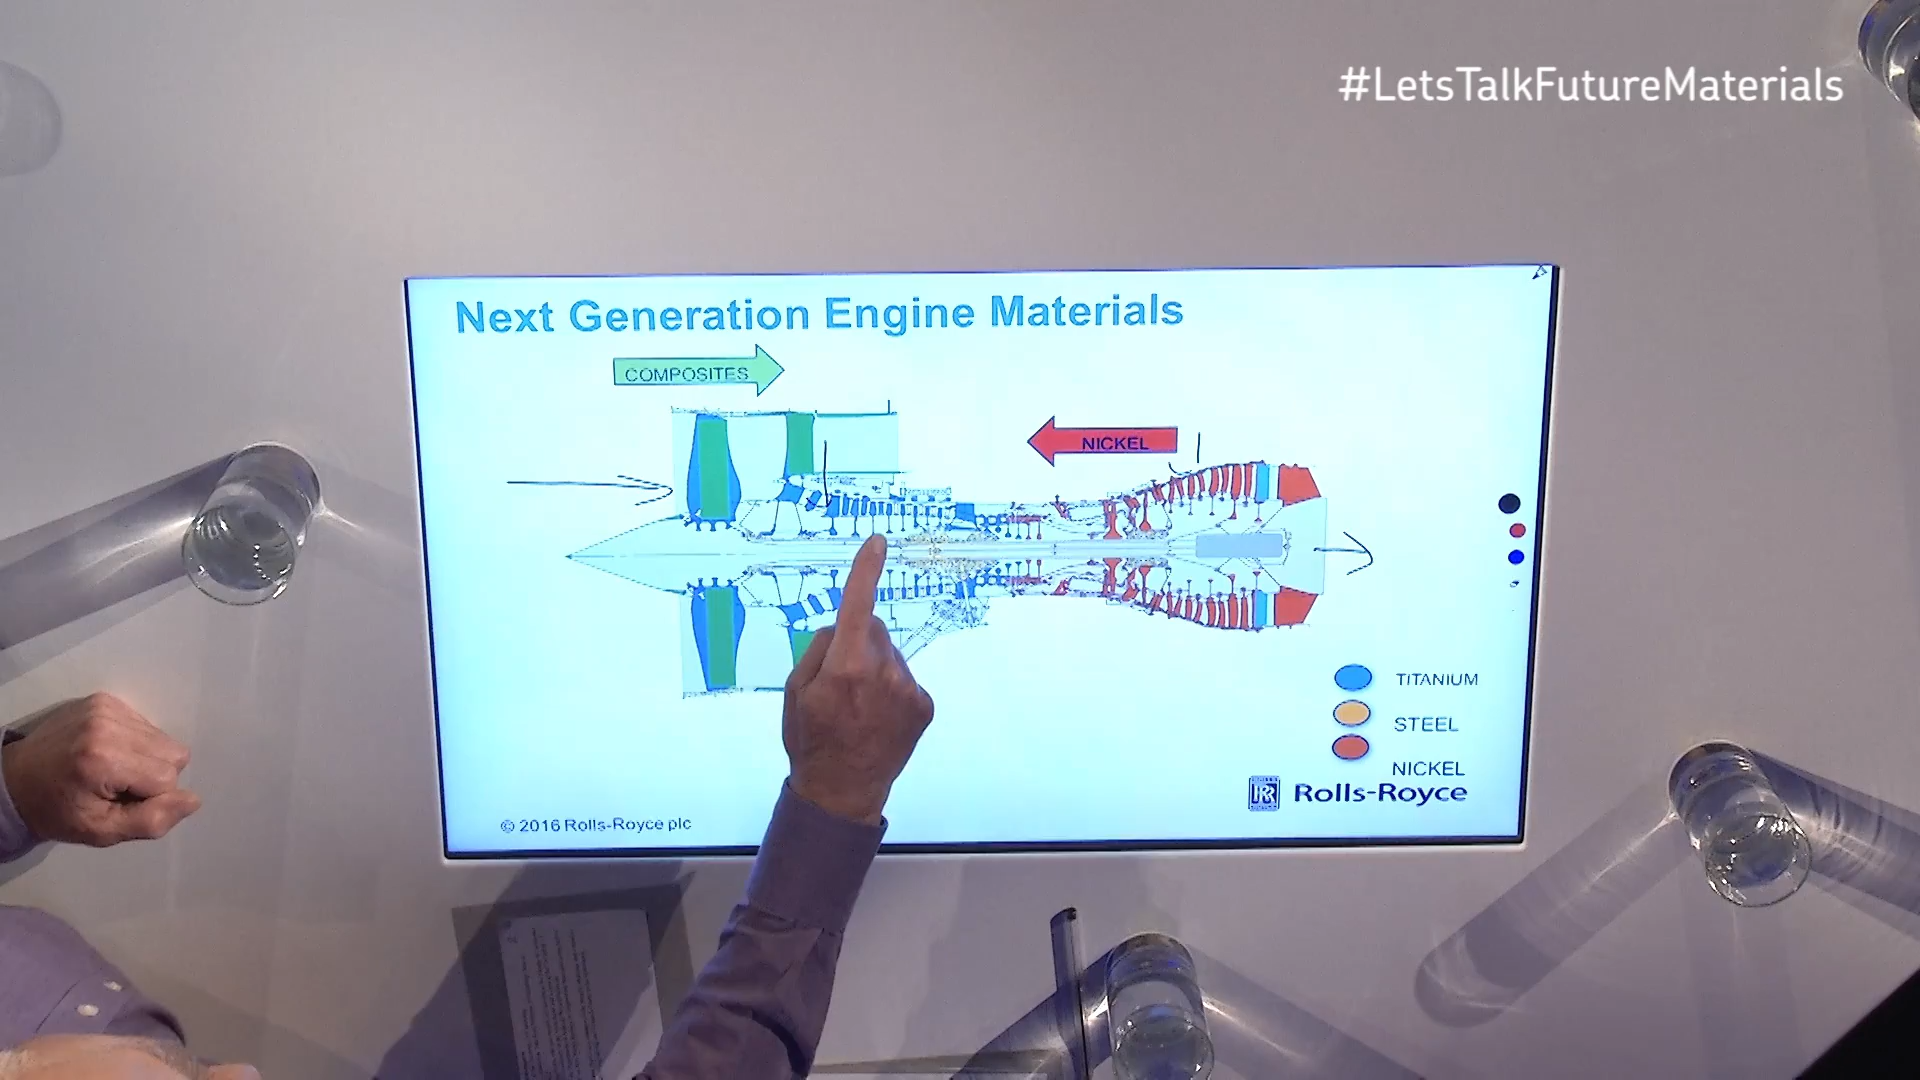 #LetsTalkFutureMaterials
Next Generation Engine Materials
COMPOSITES
NICKEL
TITANIUM
STEEL
NICKEL
Rolls-Royce
© 2016 Rolls-Royce plc